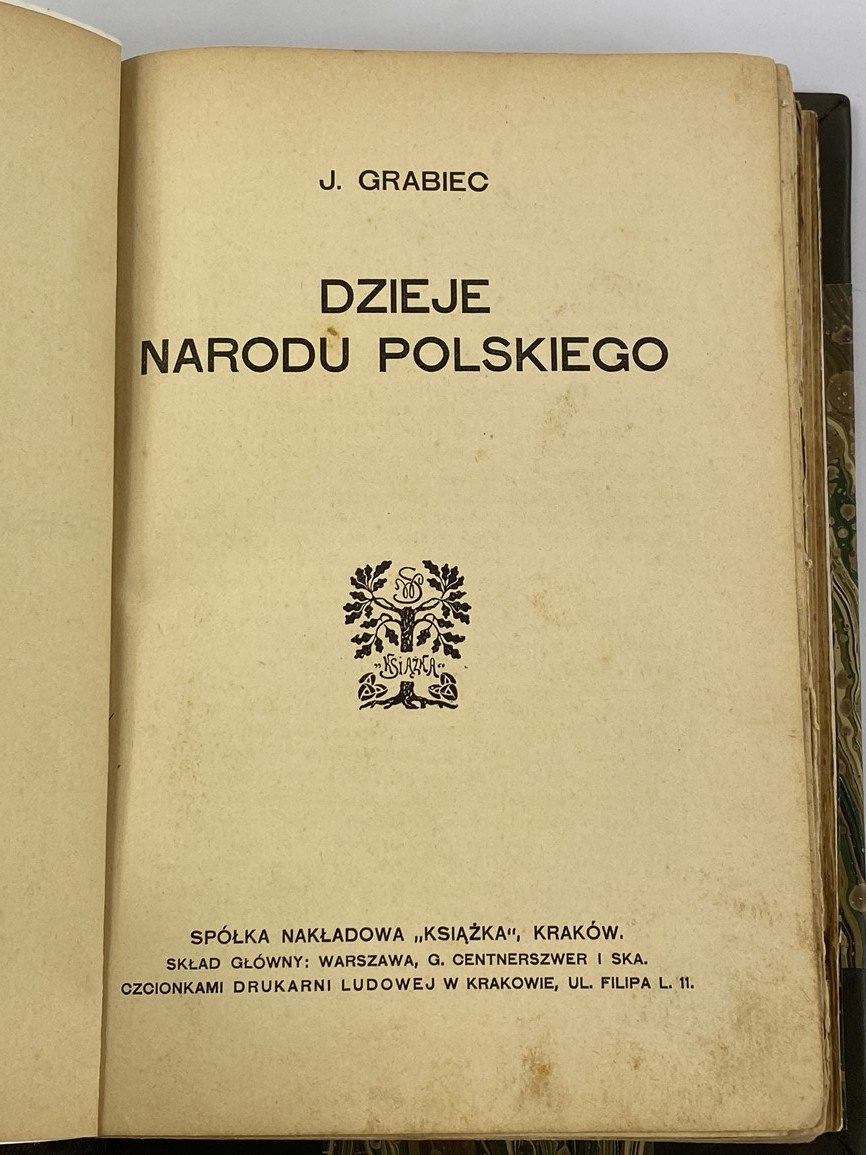 J. GRABIEC
DZIEJE
NARODU POLSKIEGO
„KSIĄŻKA“
SPÓŁKA NAKŁADOWA „KSIĄŻKA“, KRAKÓW.
SKŁAD GŁÓWNY: WARSZAWA, G. CENTNERSZWER I SKA.
CZCIONKAMI DRUKARNI LUDOWEJ W KRAKOWIE, UL. FILIPA L. 11.